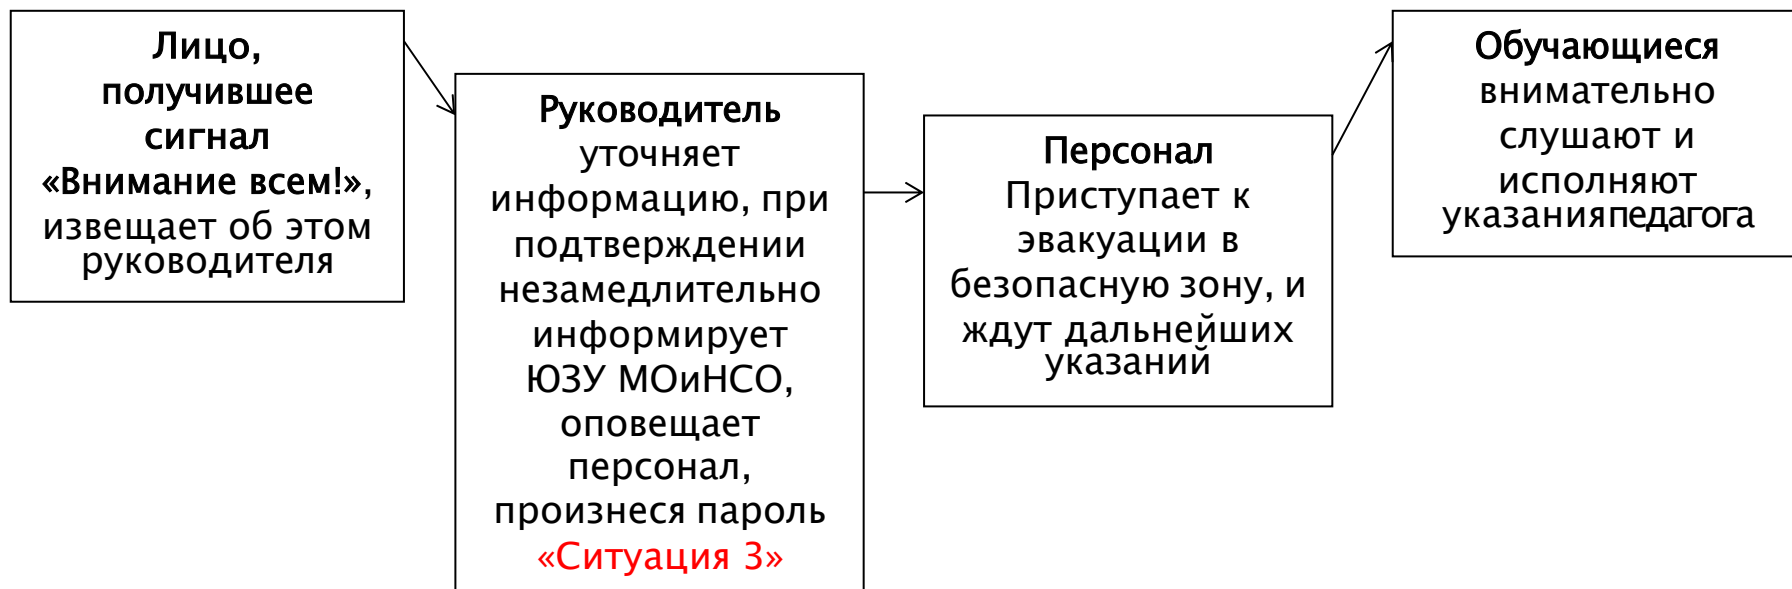 Лицо,
получившее
сигнал
«Внимание всем!»,
извещает об этом
руководителя
Руководитель
уточняет
информацию, при
подтверждении
незамедлительно
информирует
ЮЗУ МОиНСО,
оповещает
персонал,
произнеся пароль
«Ситуация 3»
Персонал
Приступает к
эвакуации в
безопасную зону, и
ждут дальнейших
указаний
Обучающиеся
внимательно
слушают и
исполняют
указанияпедагога